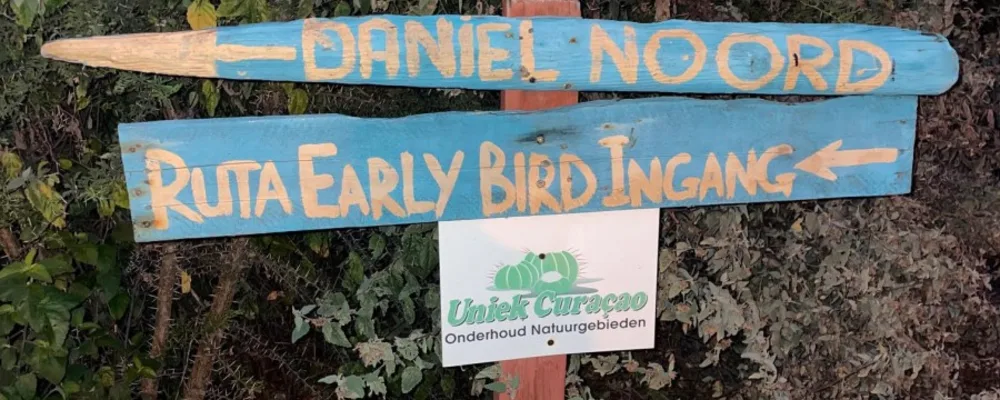 DANIEL NOORD
RUTA EARLY BIRD INGANG
Uniek Curaçao
Onderhoud Natuurgebieden